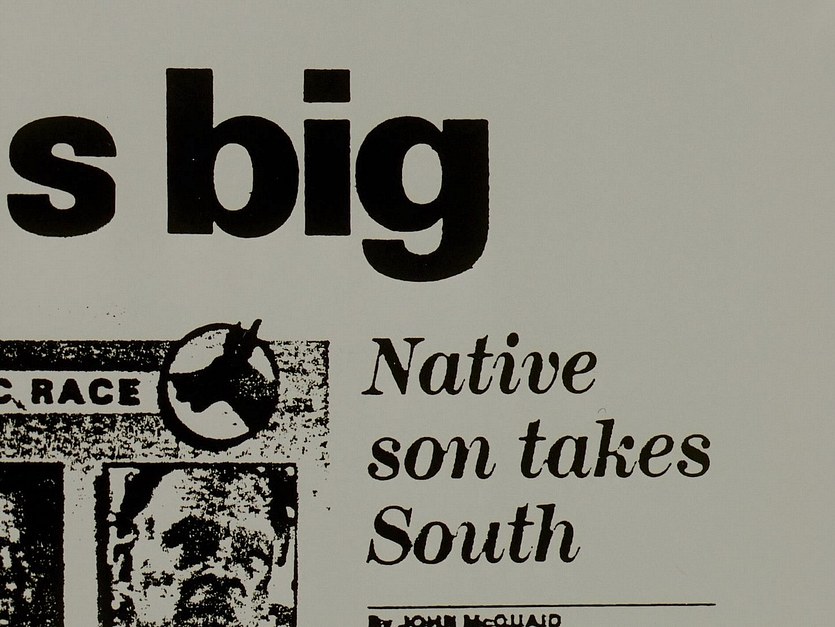 s big
C RACE
Native
son takes
South
By JOHN McQUAID